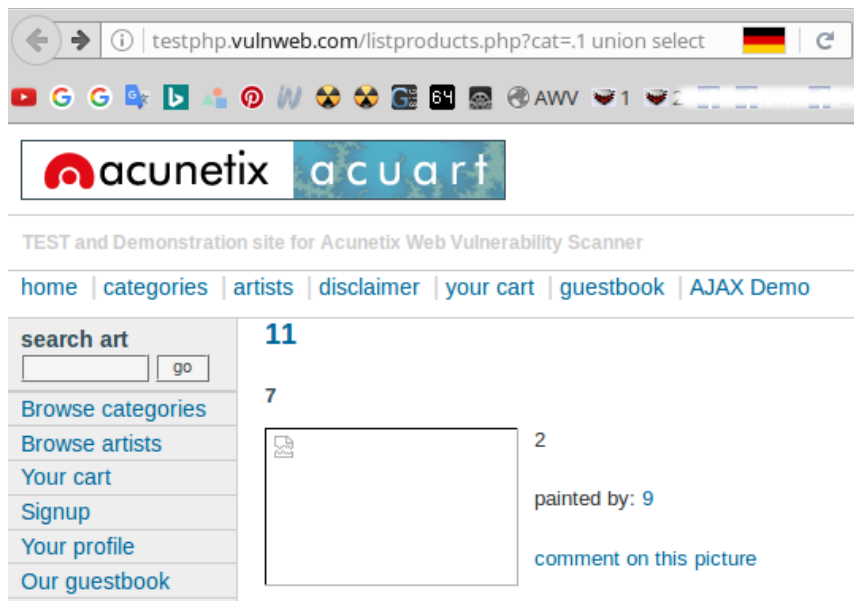 testphp.vulnweb.com/listproducts.php?cat=.1 union select
64 AWV 1 2
acunetix acuart
TEST and Demonstration site for Acunetix Web Vulnerability Scanner
home | categories | artists | disclaimer | your cart | guestbook | AJAX Demo
search art
go
Browse categories
Browse artists
Your cart
Signup
Your profile
Our guestbook
11
7
2
painted by: 9
comment on this picture